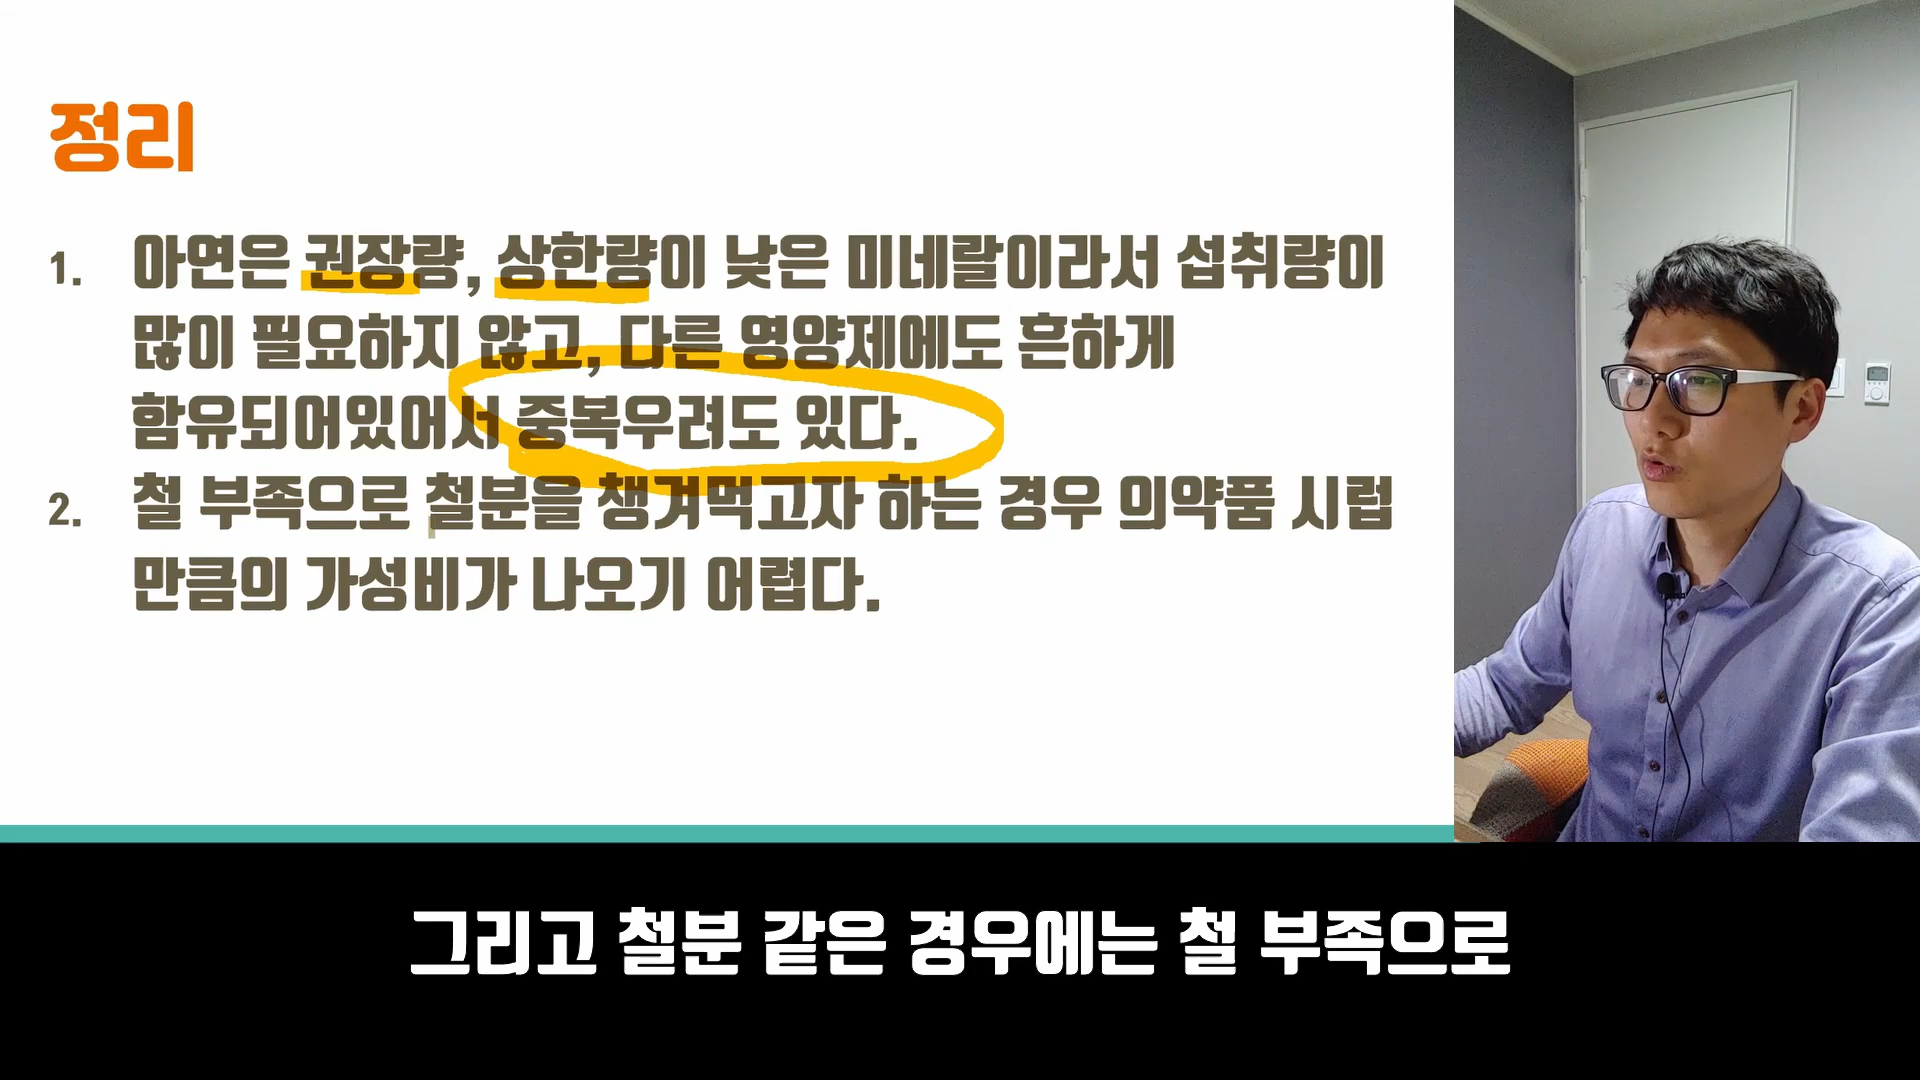 정리
1. 아연은 권장량, 상한량이 낮은 미네랄이라서 섭취량이
많이 필요하지 않고, 다른 영양제에도 흔하게
함유되어있어서 중복우려도 있다.
2. 철 부족으로 철분을 챙겨먹고자 하는 경우 의약품 시럽
만큼의 가성비가 나오기 어렵다.
그리고 철분 같은 경우에는 철 부족으로